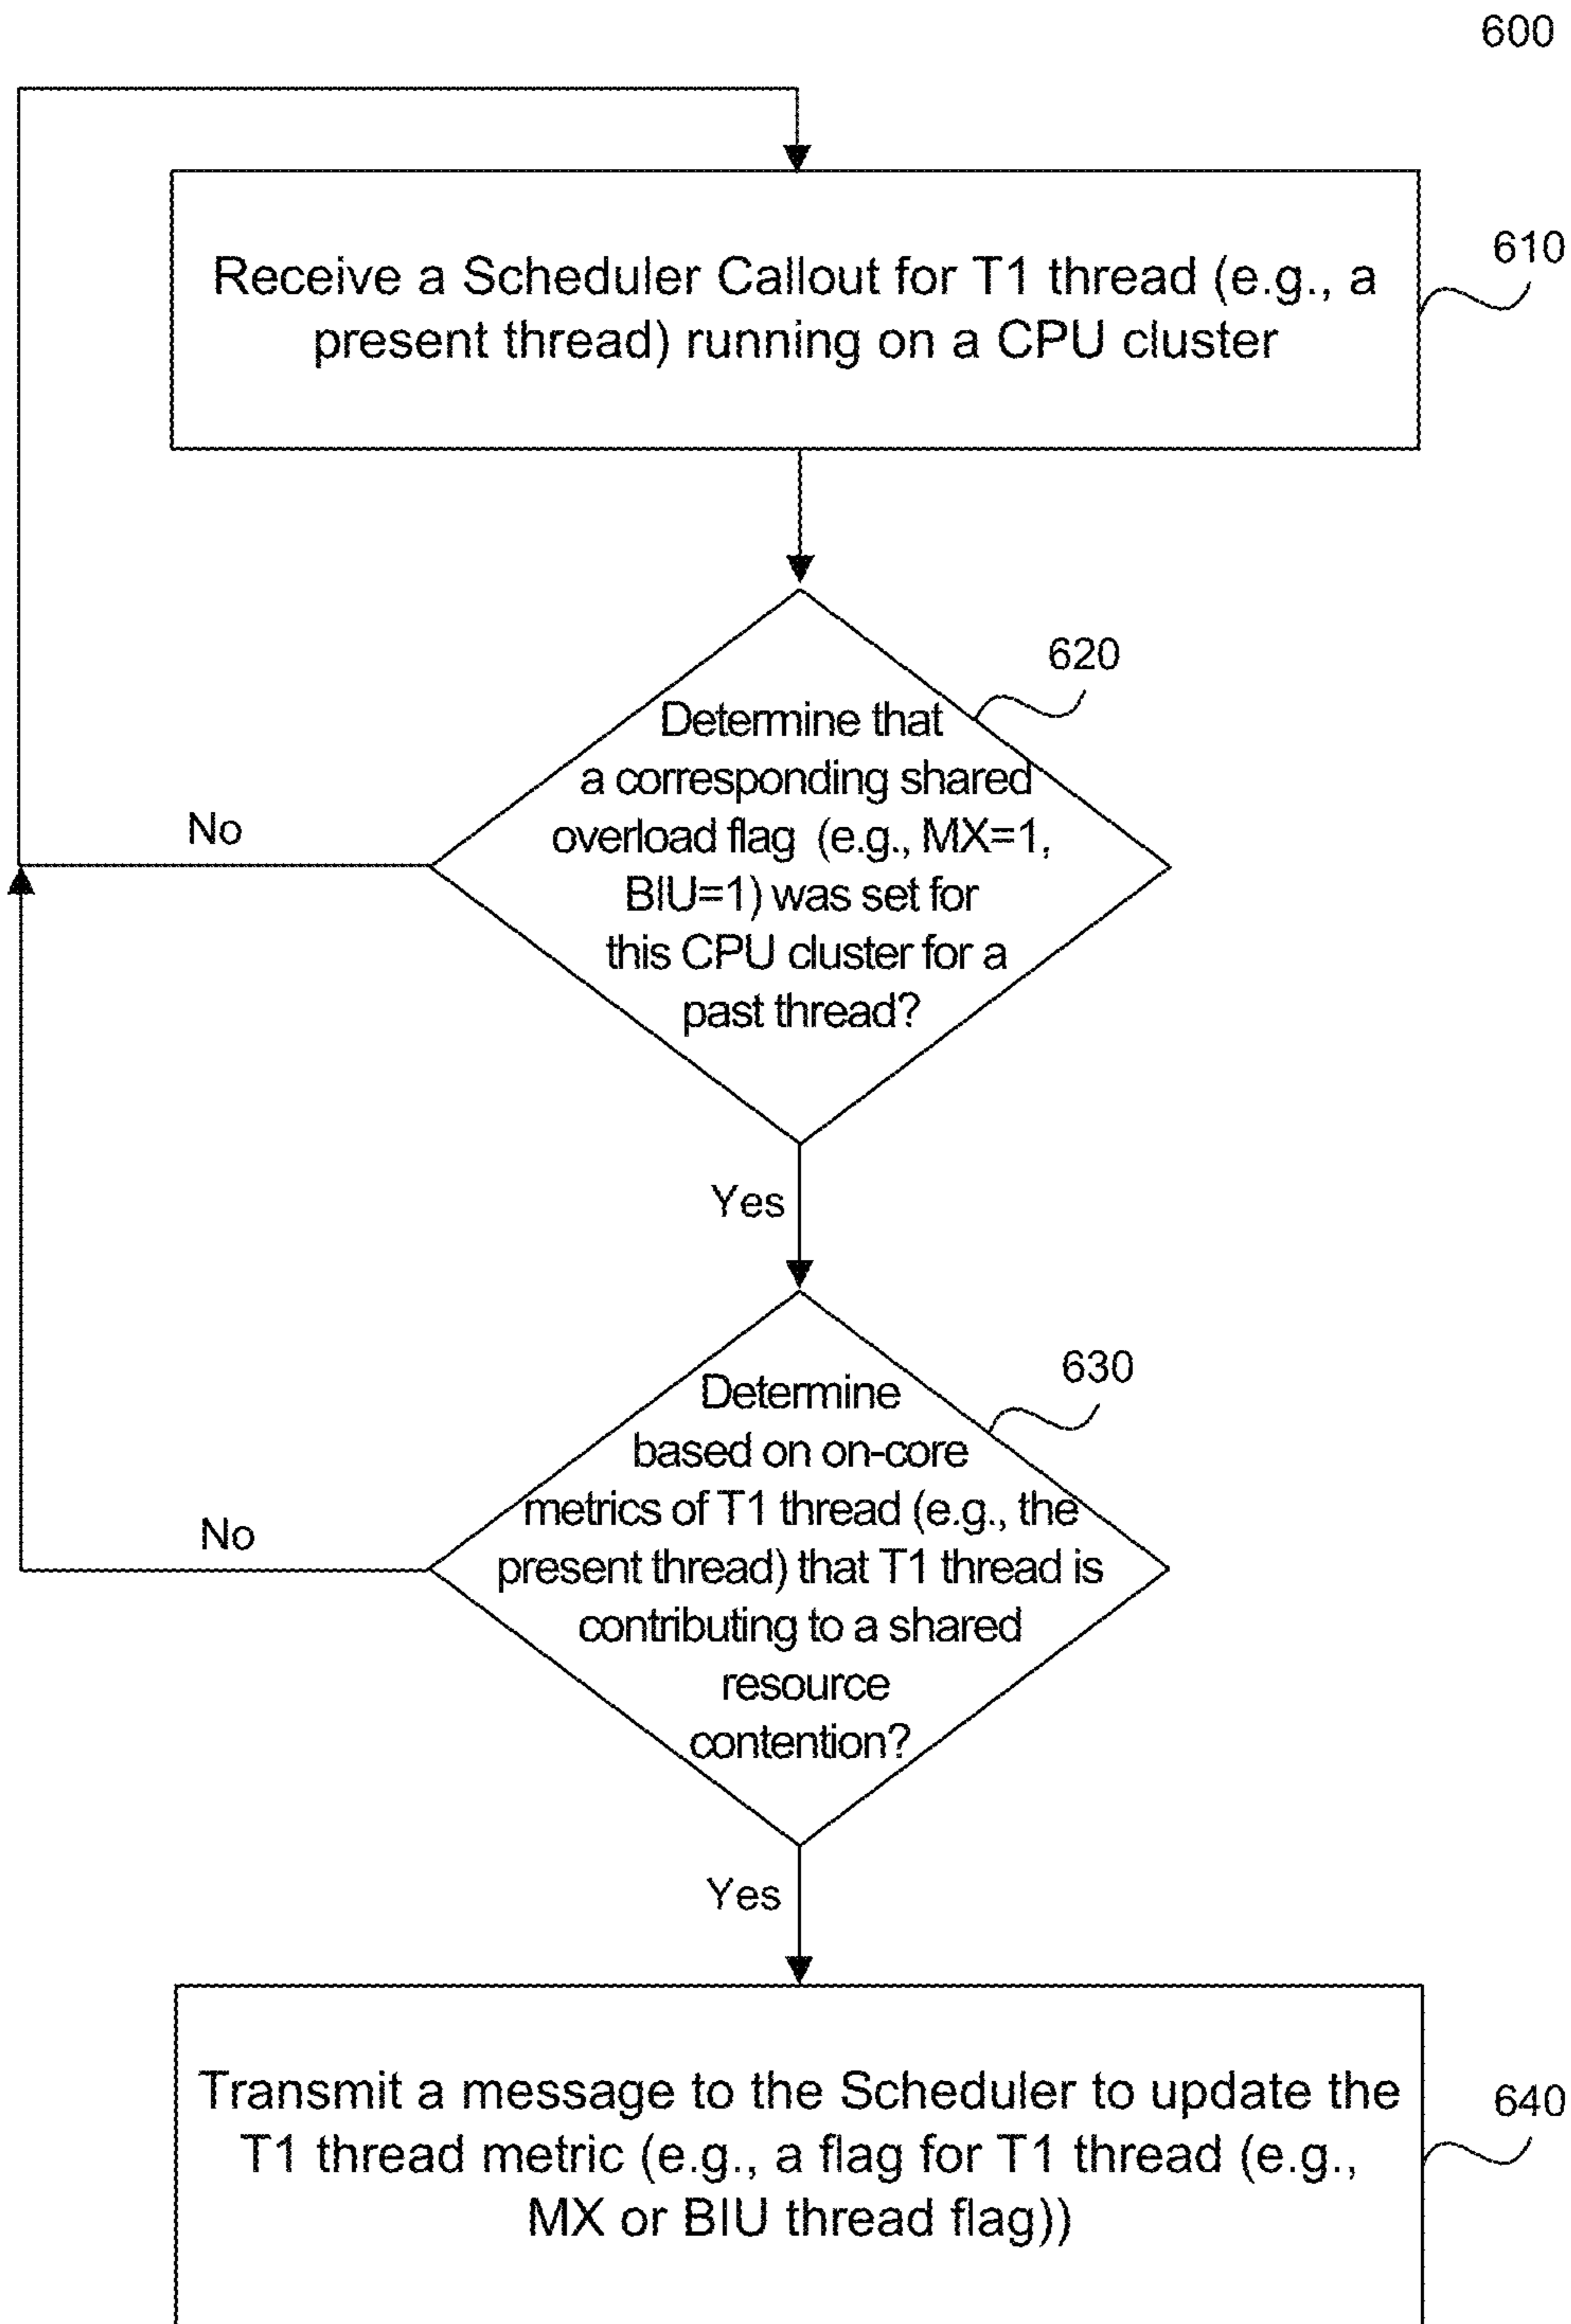 600
Receive a Scheduler Callout for T1 thread (e.g., a
present thread) running on a CPU cluster
610
620
Determine that
a corresponding shared
overload flag (e.g., MX=1,
BIU=1) was set for
this CPU cluster for a
past thread?
No
Yes
630
Determine
based on on-core
metrics of T1 thread (e.g., the
present thread) that T1 thread is
contributing to a shared
resource
contention?
No
Yes
Transmit a message to the Scheduler to update the
T1 thread metric (e.g., a flag for T1 thread (e.g.,
MX or BIU thread flag))
640